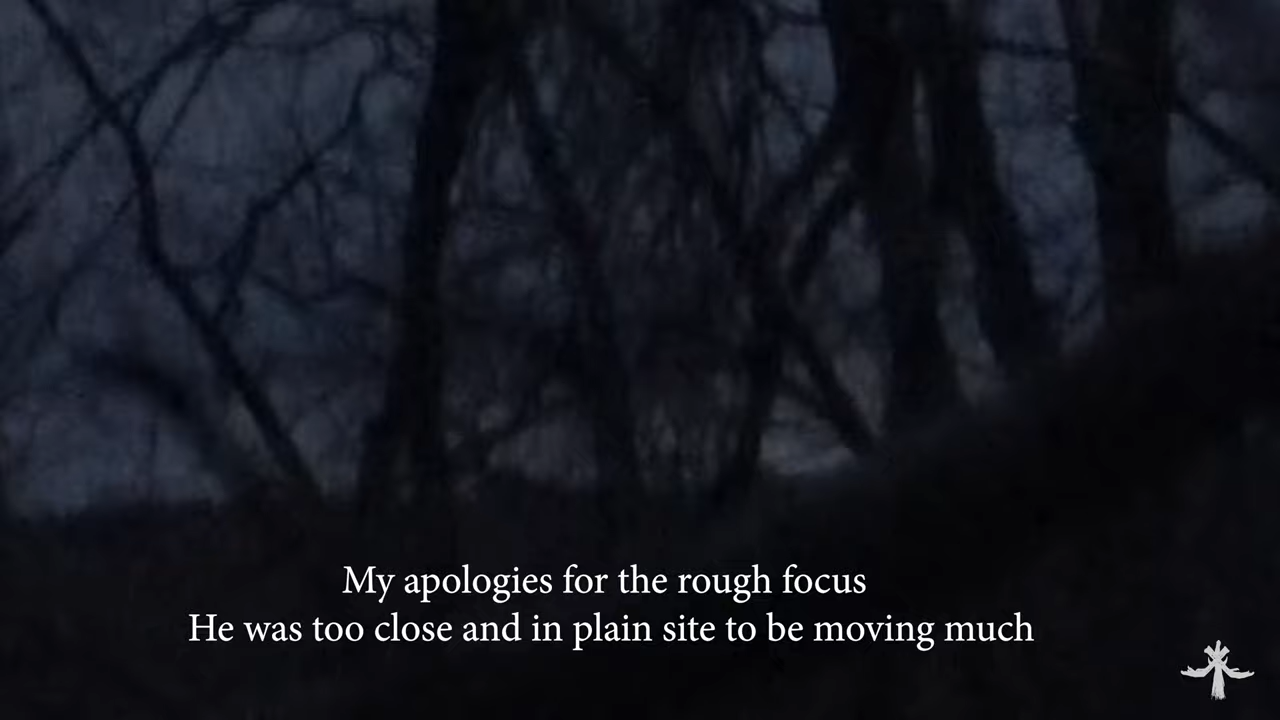 My apologies for the rough focus
He was too close and in plain site to be moving much